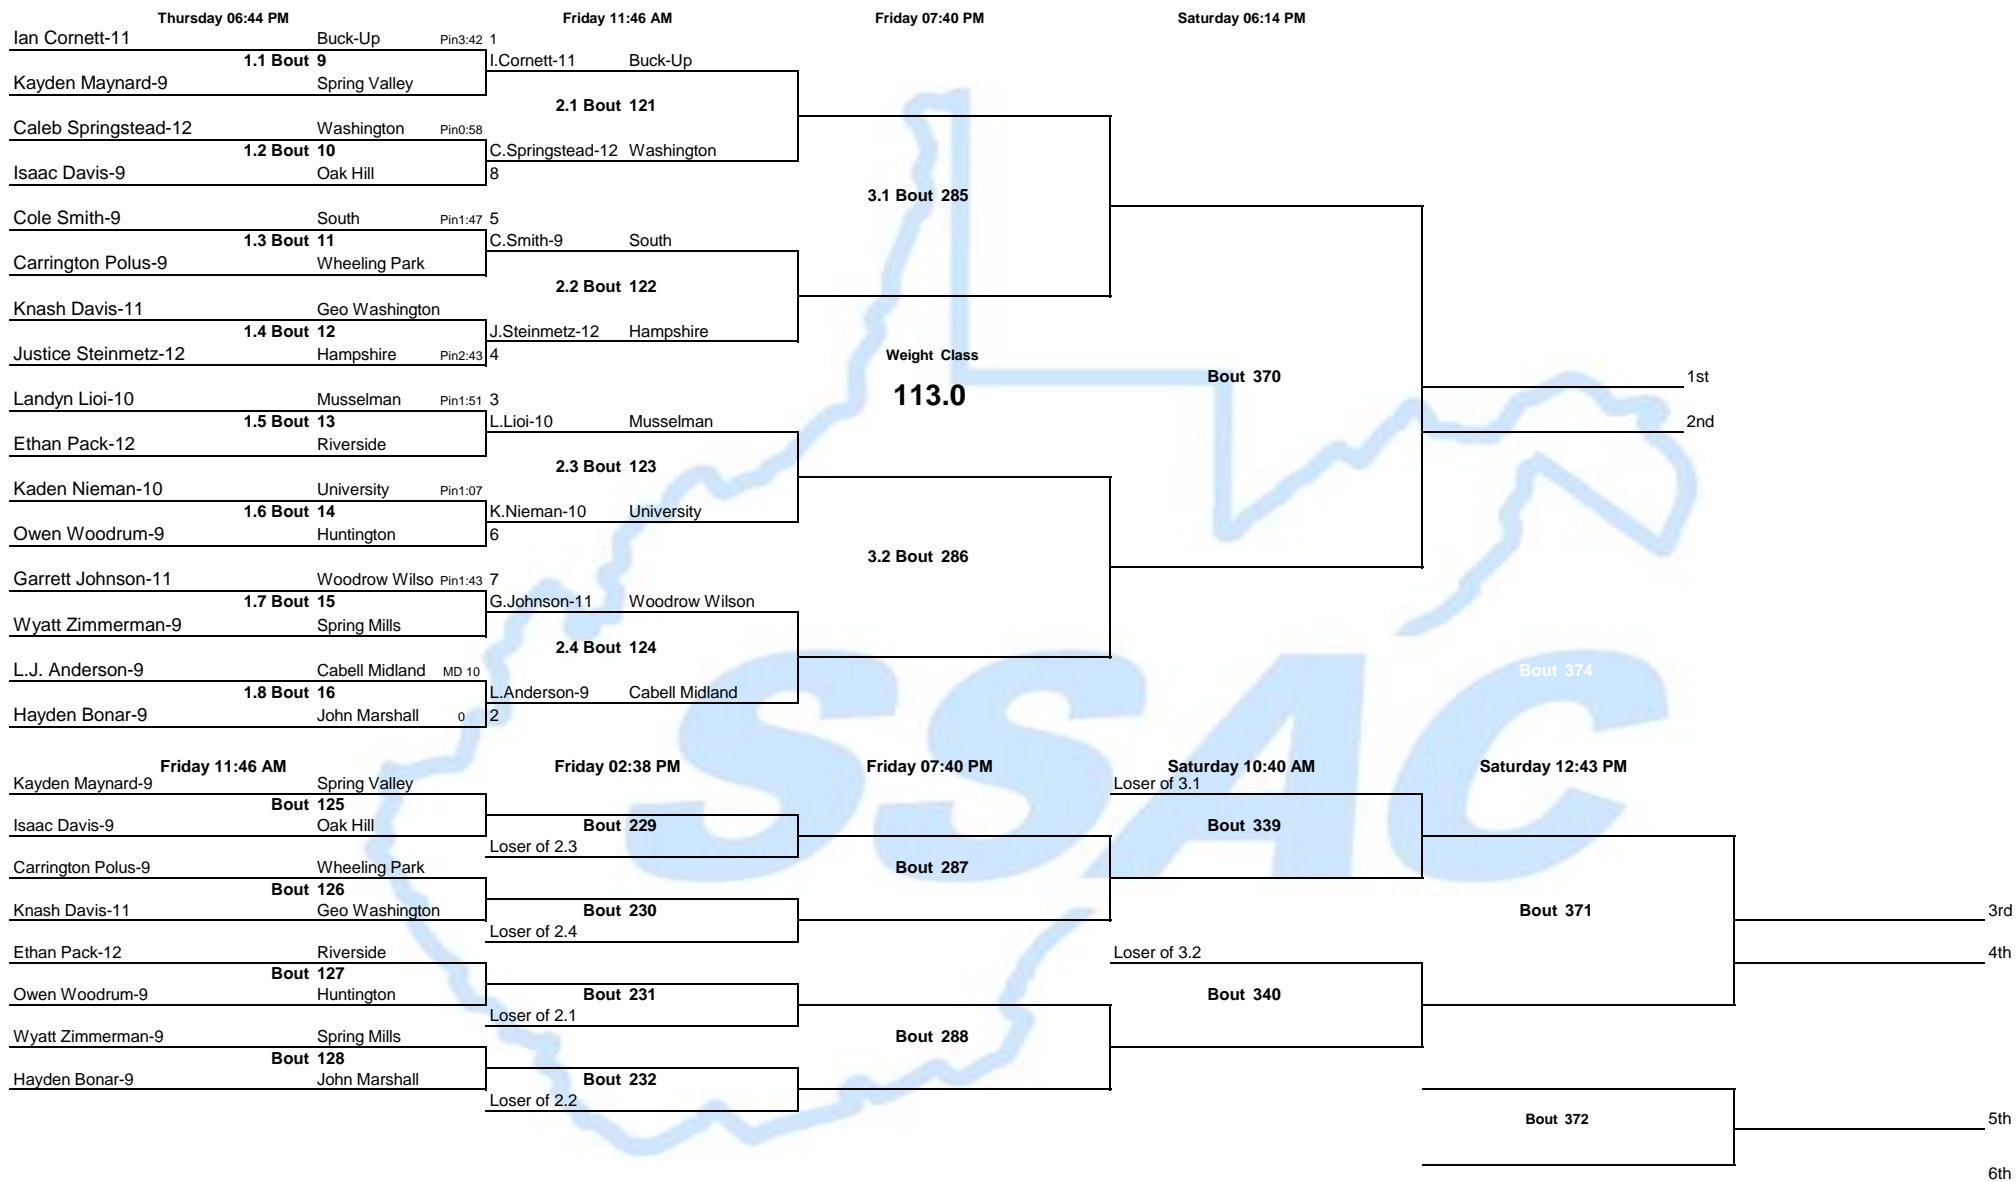 Thursday 06:44 PM Friday 11:46 AM Friday 07:40 PM Saturday 06:14 PM
Ian Cornett-11 Buck-Up Pin3:42 1
1.1 Bout 9 I.Cornett-11 Buck-Up
Kayden Maynard-9 Spring Valley
2.1 Bout 121
Caleb Springstead-12 Washington Pin0:58
1.2 Bout 10 C.Springstead-12 Washington
Isaac Davis-9 Oak Hill 8
3.1 Bout 285
Cole Smith-9 South Pin1:47 5
1.3 Bout 11 C.Smith-9 South
Carrington Polus-9 Wheeling Park
2.2 Bout 122
Knash Davis-11 Geo Washington
1.4 Bout 12 J.Steinmetz-12 Hampshire
Justice Steinmetz-12 Hampshire Pin2:43 4
Weight Class
Bout 370 1st
113.0
Landyn Lioi-10 Musselman Pin1:51 3
1.5 Bout 13 L.Lioi-10 Musselman 2nd
Ethan Pack-12 Riverside
2.3 Bout 123
Kaden Nieman-10 University Pin1:07
1.6 Bout 14 K.Nieman-10 University
Owen Woodrum-9 Huntington 6
3.2 Bout 286
Garrett Johnson-11 Woodrow Wilso Pin1:43 7
1.7 Bout 15 G.Johnson-11 Woodrow Wilson
Wyatt Zimmerman-9 Spring Mills
2.4 Bout 124
L.J. Anderson-9 Cabell Midland MD 10 Bout 374
1.8 Bout 16 L.Anderson-9 Cabell Midland
Hayden Bonar-9 John Marshall 0 2
SSAC
Friday 11:46 AM Friday 02:38 PM Friday 07:40 PM Saturday 10:40 AM Saturday 12:43 PM
Kayden Maynard-9 Spring Valley Loser of 3.1
Bout 125
Isaac Davis-9 Oak Hill Bout 229 Bout 339
Loser of 2.3
Carrington Polus-9 Wheeling Park Bout 287
Bout 126
Knash Davis-11 Geo Washington Bout 230 Bout 371 3rd
Loser of 2.4
Ethan Pack-12 Riverside Loser of 3.2 4th
Bout 127
Owen Woodrum-9 Huntington Bout 231 Bout 340
Loser of 2.1
Wyatt Zimmerman-9 Spring Mills Bout 288
Bout 128
Hayden Bonar-9 John Marshall Bout 232
Loser of 2.2
Bout 372 5th
6th